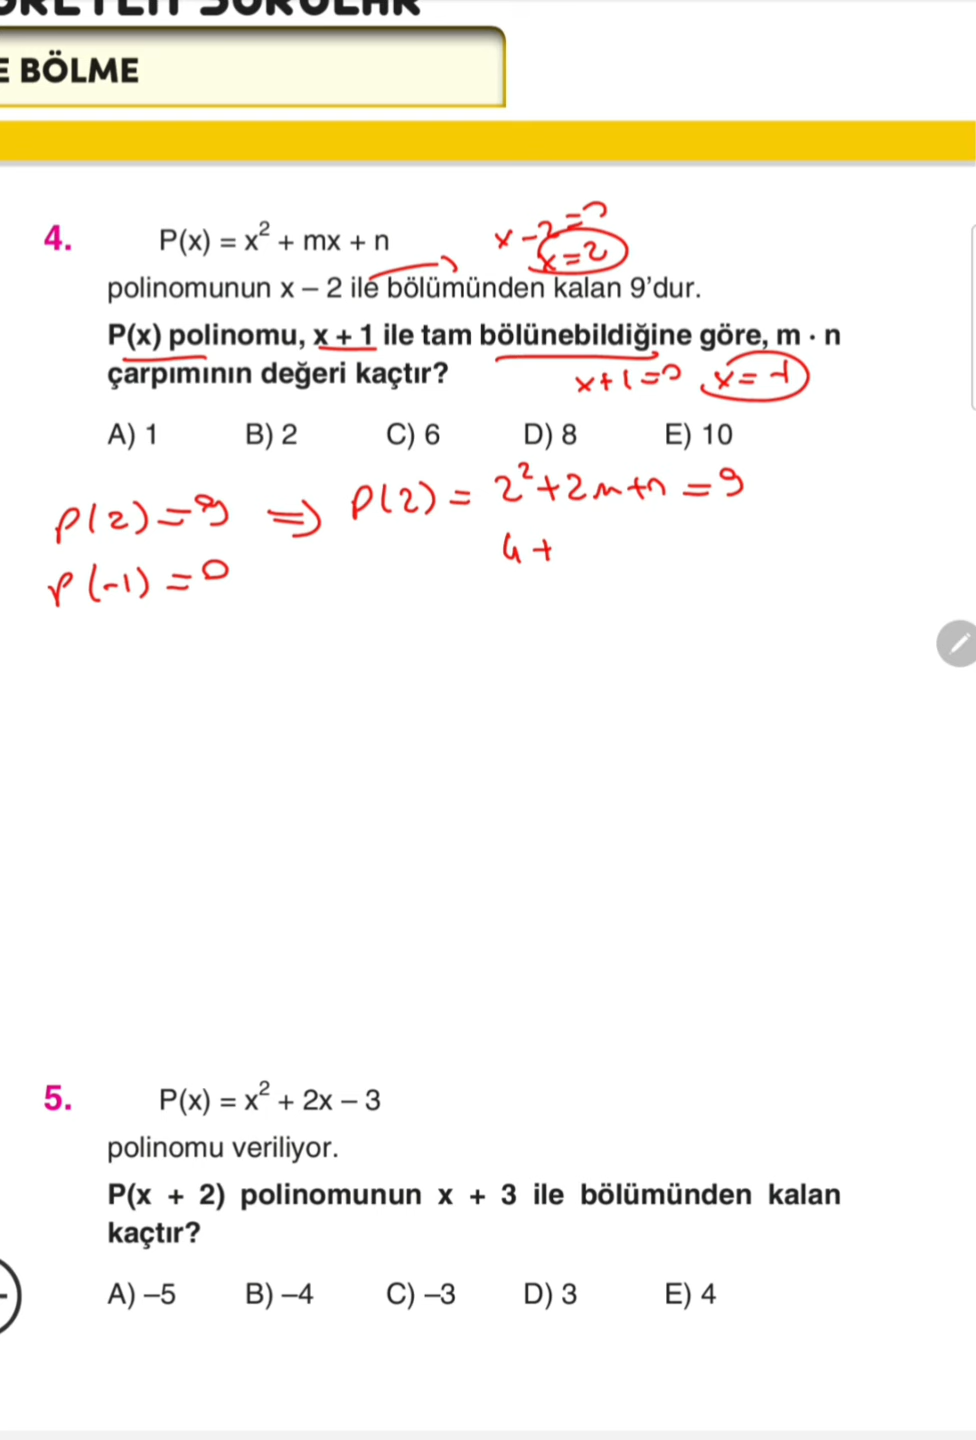 E BÖLME
4. P(x) = x² + mx + n
x – 2 = 0
x = 2
polinomunun x – 2 ile bölümünden kalan 9'dur.
P(x) polinomu, x + 1 ile tam bölünebildiğine göre, m · n
çarpımının değeri kaçtır?
x + 1 = 0 x = -1
A) 1 B) 2 C) 6 D) 8 E) 10
P(2) = 9 ⇒ P(2) = 2² + 2m + n = 9
4 +
P(-1) = 0
5. P(x) = x² + 2x – 3
polinomu veriliyor.
P(x + 2) polinomunun x + 3 ile bölümünden kalan
kaçtır?
A) –5 B) –4 C) –3 D) 3 E) 4